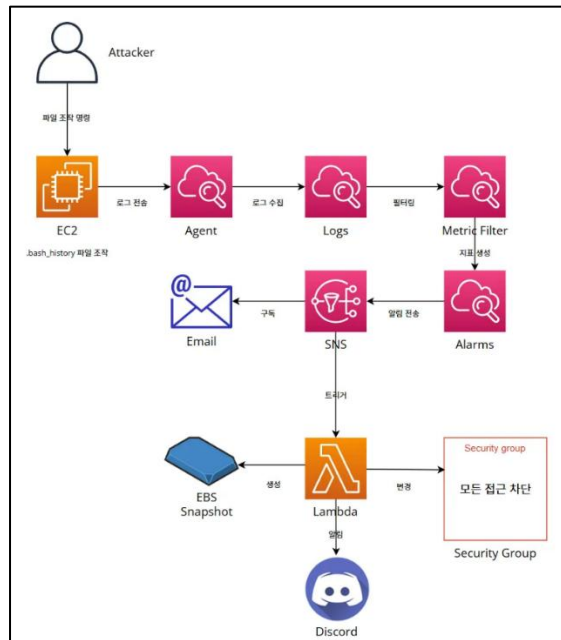 Attacker
파일 조작 명령
EC2
로그 전송
Agent
로그 수집
Logs
필터링
Metric Filter
.bash_history 파일 조작
지표 생성
@
Email
구독
SNS
알림 전송
Alarms
트리거
EBS
Snapshot
생성
Lambda
변경
Security group
모든 접근 차단
Security Group
알림
Discord